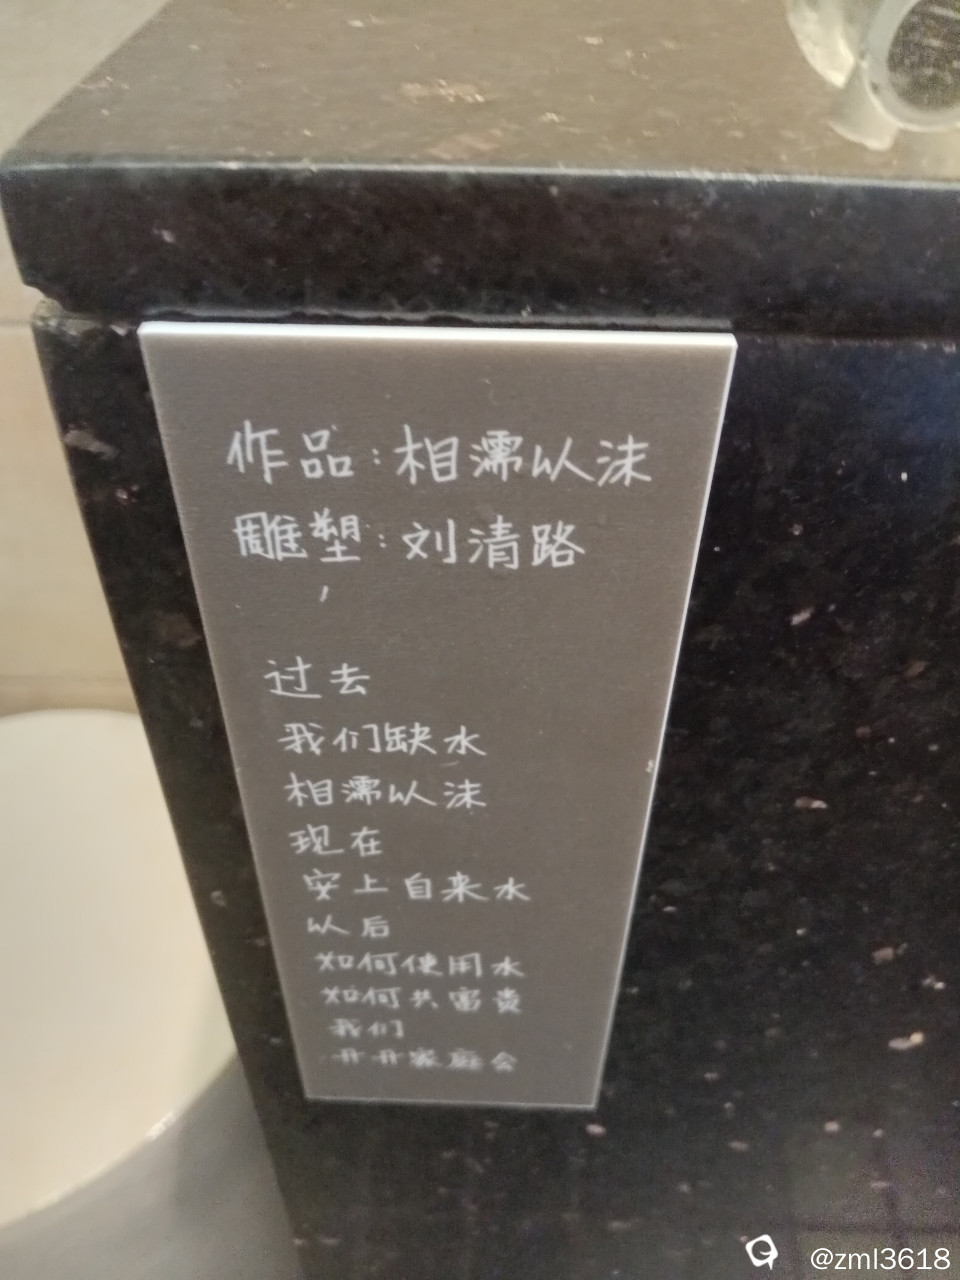 作品:相濡以沫
雕塑:刘清路
过去
我们缺水
相濡以沫
现在
安上自来水
以后
如何使用水
如何共富贵
我们
开开家庭会
@zml3618